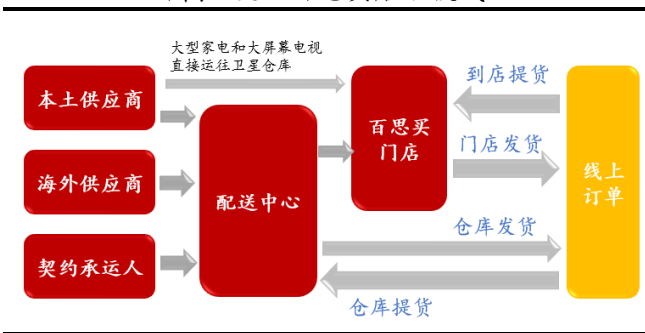 大型家电和大屏幕电视
直接运往卫星仓库
本土供应商
海外供应商
契约承运人
配送中心
百思买
门店
到店提货
门店发货
仓库发货
仓库提货
线上
订单